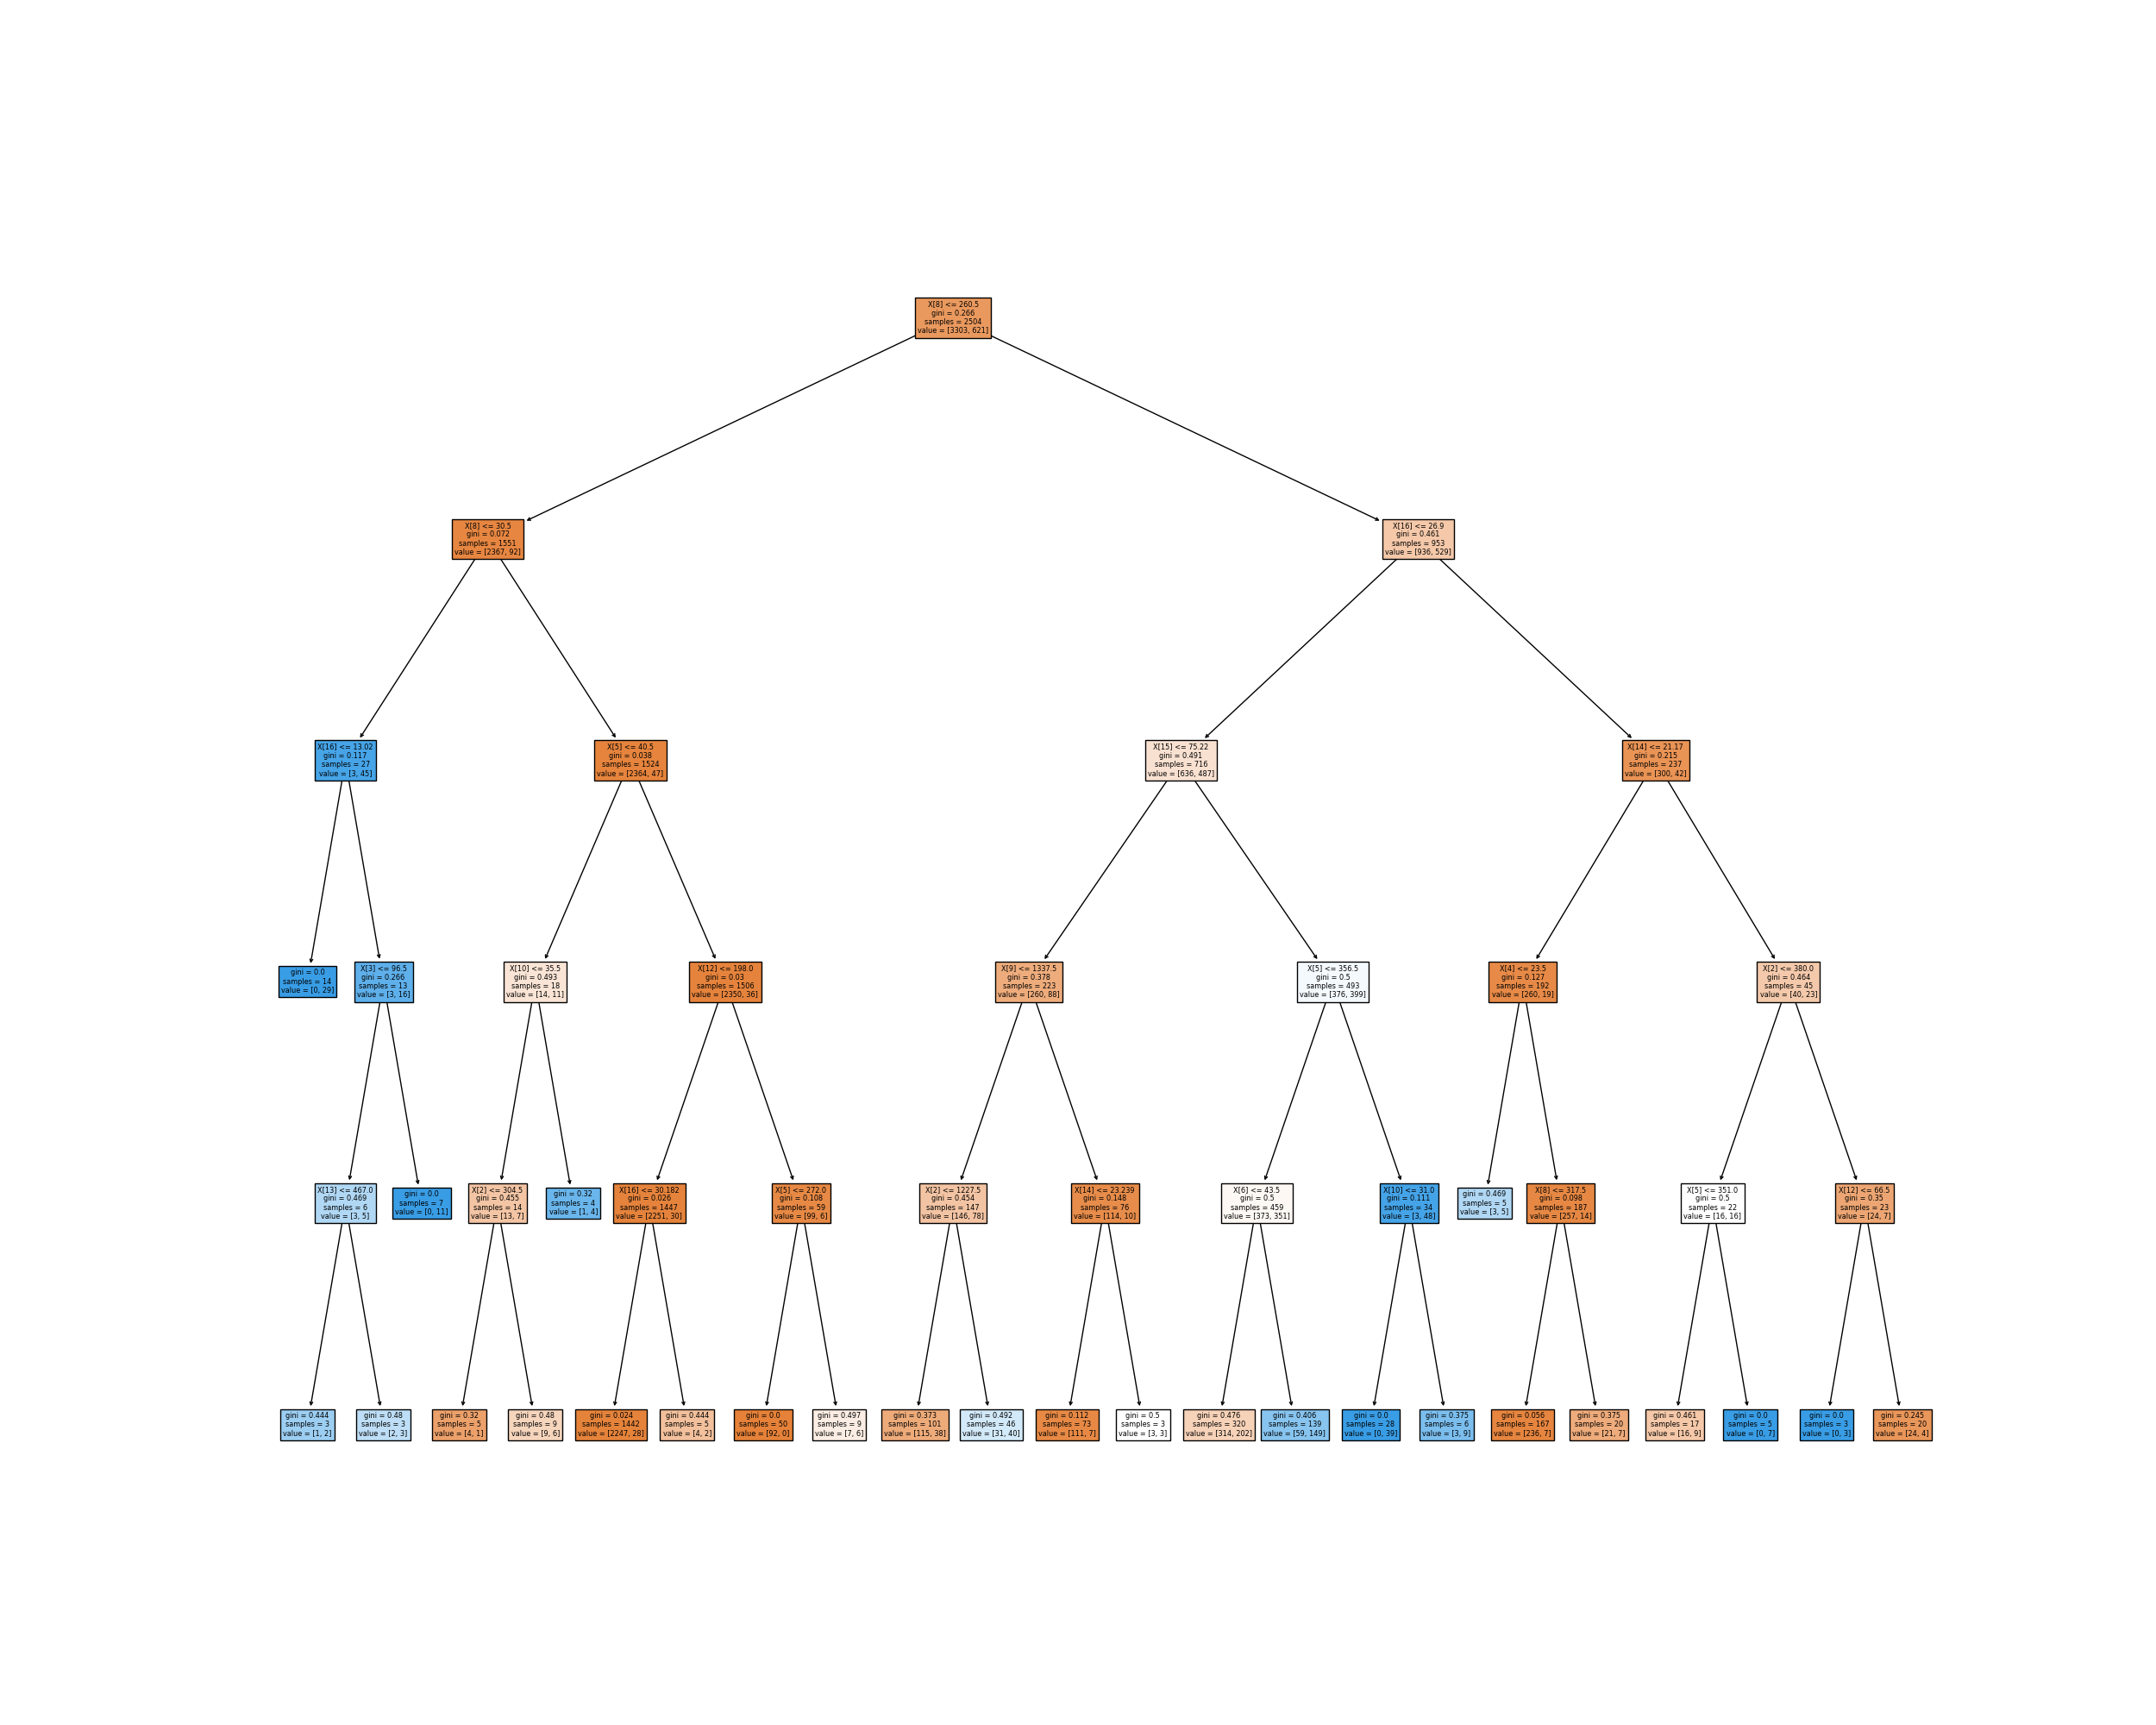 X[8] <= 260.5
gini = 0.266
samples = 2504
value = [3303, 621]
X[8] <= 30.5
gini = 0.072
samples = 1551
value = [2367, 92]
X[16] <= 26.9
gini = 0.461
samples = 953
value = [936, 529]
X[16] <= 13.02
gini = 0.117
samples = 27
value = [3, 45]
X[5] <= 40.5
gini = 0.038
samples = 1524
value = [2364, 47]
X[15] <= 75.22
gini = 0.491
samples = 716
value = [636, 487]
X[14] <= 21.17
gini = 0.215
samples = 237
value = [300, 42]
gini = 0.0
samples = 14
value = [0, 29]
X[3] <= 96.5
gini = 0.266
samples = 13
value = [3, 16]
X[10] <= 35.5
gini = 0.493
samples = 18
value = [14, 11]
X[12] <= 198.0
gini = 0.03
samples = 1506
value = [2350, 36]
X[9] <= 1337.5
gini = 0.378
samples = 223
value = [260, 88]
X[5] <= 356.5
gini = 0.5
samples = 493
value = [376, 399]
X[4] <= 23.5
gini = 0.127
samples = 192
value = [260, 19]
X[2] <= 380.0
gini = 0.464
samples = 45
value = [40, 23]
X[13] <= 467.0
gini = 0.469
samples = 6
value = [3, 5]
gini = 0.0
samples = 7
value = [0, 11]
X[2] <= 304.5
gini = 0.455
samples = 14
value = [13, 7]
gini = 0.32
samples = 4
value = [1, 4]
X[16] <= 30.182
gini = 0.026
samples = 1447
value = [2251, 30]
X[5] <= 272.0
gini = 0.108
samples = 59
value = [99, 6]
X[2] <= 1227.5
gini = 0.454
samples = 147
value = [146, 78]
X[14] <= 23.239
gini = 0.148
samples = 76
value = [114, 10]
X[6] <= 43.5
gini = 0.5
samples = 459
value = [373, 351]
X[10] <= 31.0
gini = 0.111
samples = 34
value = [3, 48]
gini = 0.469
samples = 5
value = [3, 5]
X[8] <= 317.5
gini = 0.098
samples = 187
value = [257, 14]
X[5] <= 351.0
gini = 0.5
samples = 22
value = [16, 16]
X[12] <= 66.5
gini = 0.35
samples = 23
value = [24, 7]
gini = 0.444
samples = 3
value = [1, 2]
gini = 0.48
samples = 3
value = [2, 3]
gini = 0.32
samples = 5
value = [4, 1]
gini = 0.48
samples = 9
value = [9, 6]
gini = 0.024
samples = 1442
value = [2247, 28]
gini = 0.444
samples = 5
value = [4, 2]
gini = 0.0
samples = 50
value = [92, 0]
gini = 0.497
samples = 9
value = [7, 6]
gini = 0.373
samples = 101
value = [115, 38]
gini = 0.492
samples = 46
value = [31, 40]
gini = 0.112
samples = 73
value = [111, 7]
gini = 0.5
samples = 3
value = [3, 3]
gini = 0.476
samples = 320
value = [314, 202]
gini = 0.406
samples = 139
value = [59, 149]
gini = 0.0
samples = 28
value = [0, 39]
gini = 0.375
samples = 6
value = [3, 9]
gini = 0.056
samples = 167
value = [236, 7]
gini = 0.375
samples = 20
value = [21, 7]
gini = 0.461
samples = 17
value = [16, 9]
gini = 0.0
samples = 5
value = [0, 7]
gini = 0.0
samples = 3
value = [0, 3]
gini = 0.245
samples = 20
value = [24, 4]